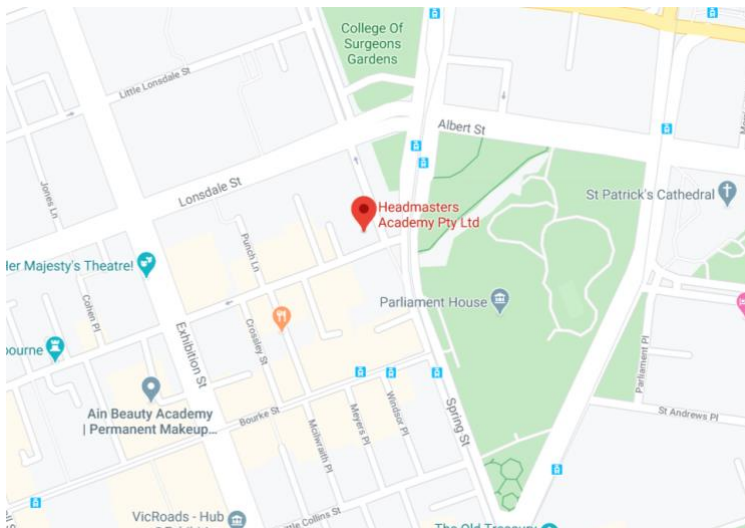 College Of
Surgeons
Gardens
Little Lonsdale St
Albert St
Lonsdale St
Jones Ln
St Patrick's Cathedral
Headmasters
Academy Pty Ltd
Punch Ln
er Majesty's Theatre!
Parliament House
Cohen Pl
Exhibition St
Crossley St
bourne
Parliament Pl
Ain Beauty Academy
| Permanent Makeup...
Bourke St
Mcilwraith Pl
Meyers Pl
Windsor Pl
Spring St
St Andrews Pl
VicRoads - Hub
tle Collins St
The Old Treasury